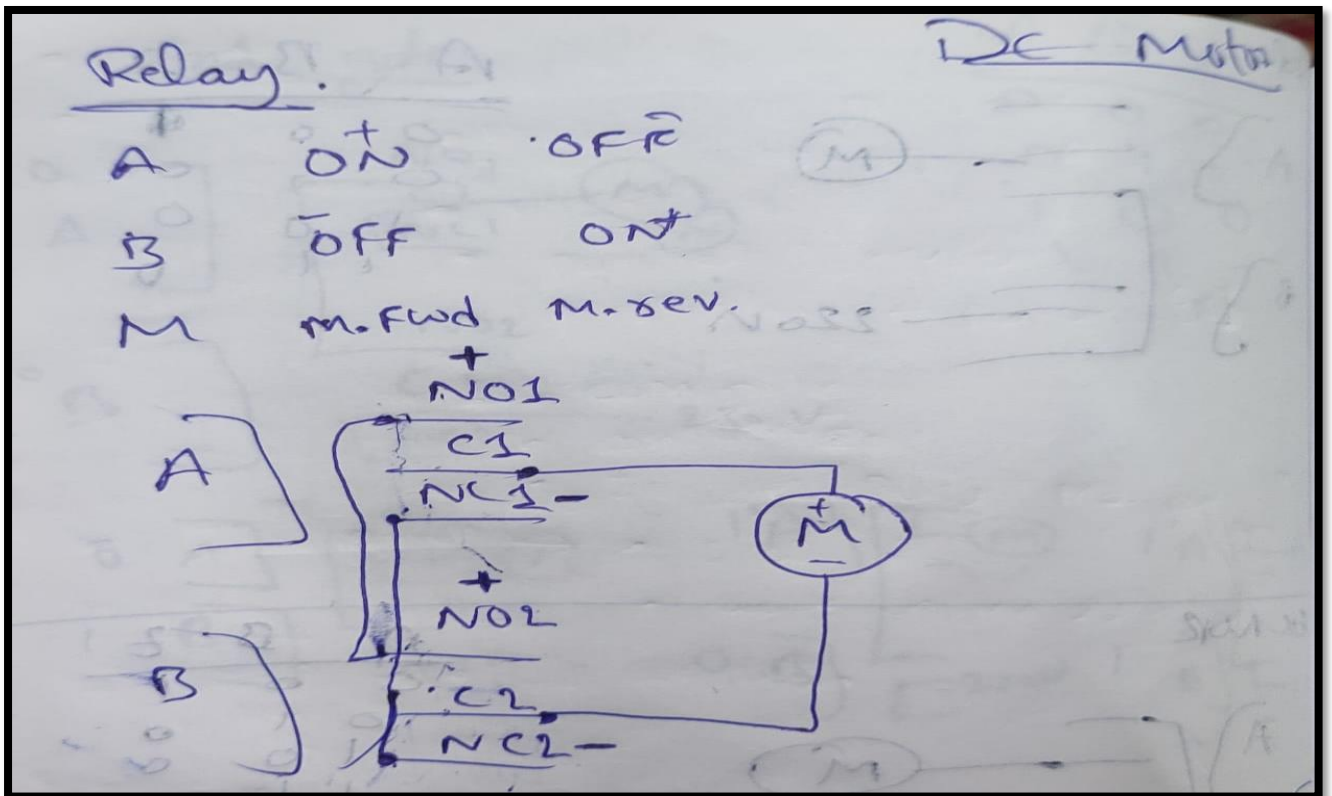 Relay. DC Motor
A ON+ OFF-
B OFF- ON+
M M. Fwd M. rev.
+
NO1
A C1
NC1 -
+ M -
+
NO2
B C2
NC2 -